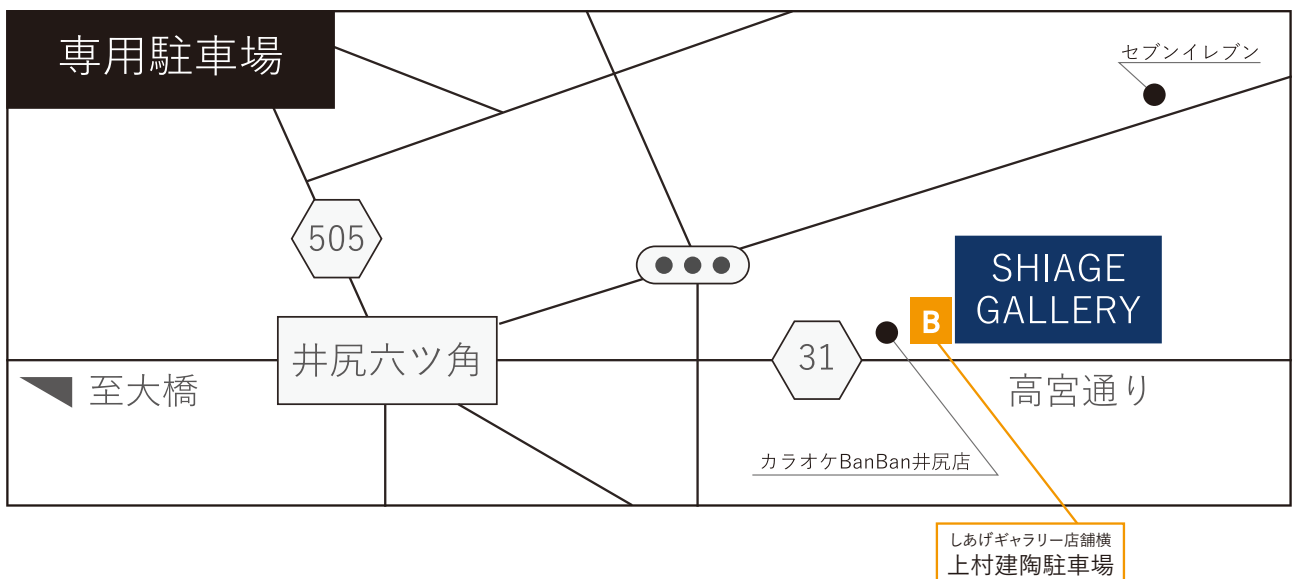 専用駐車場
セブンイレブン
505
SHIAGE
GALLERY
B
井尻六ツ角
31
至大橋
高宮通り
カラオケBanBan井尻店
しあげギャラリー店舗横
上村建陶駐車場